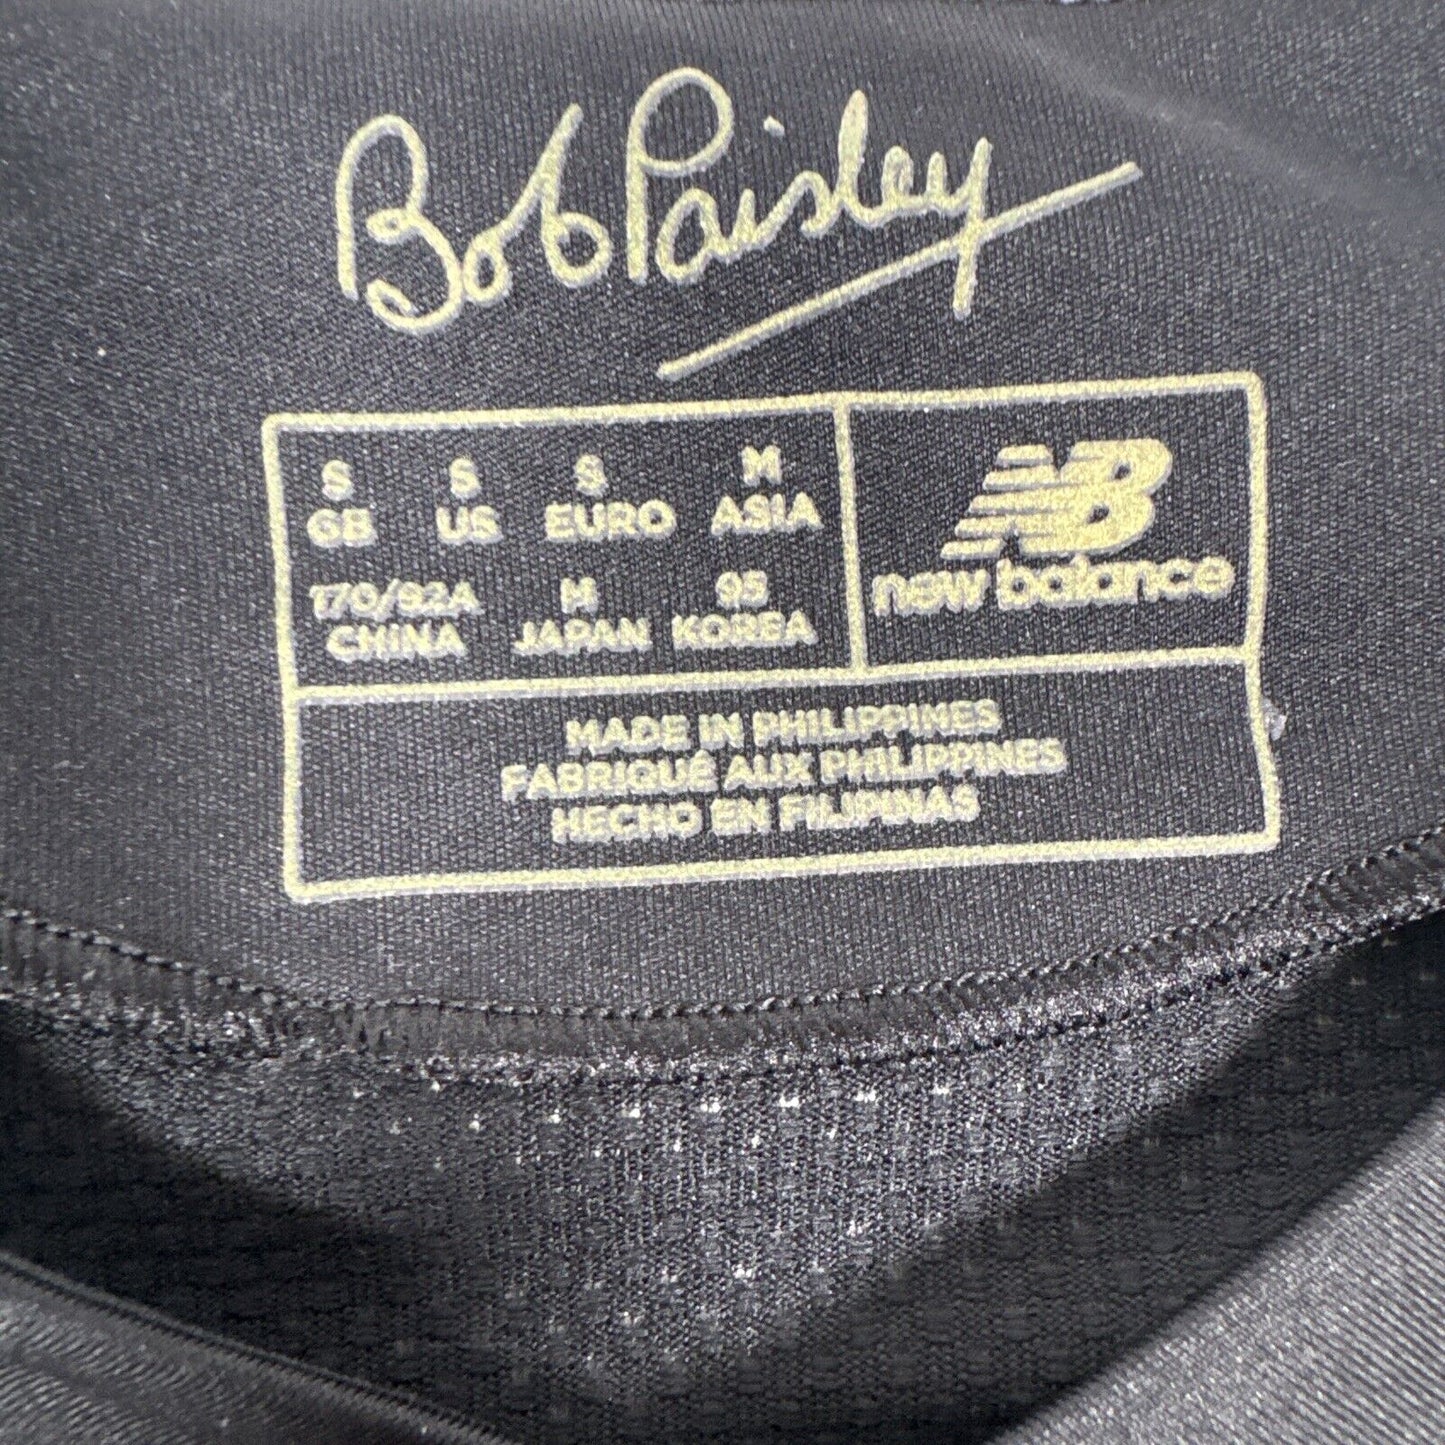 Bob Paisley
S S S M
GB US EURO ASIA
170/92A M 95
CHINA JAPAN KOREA
NB
new balance
MADE IN PHILIPPINES
FABRIQUÉ AUX PHILIPPINES
HECHO EN FILIPINAS